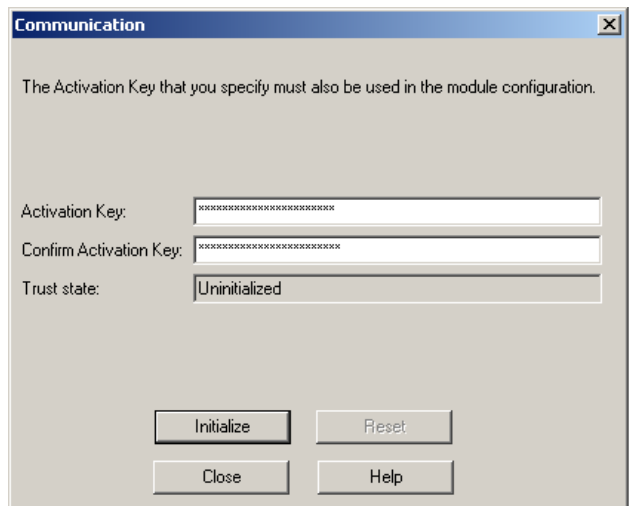 Communication
The Activation Key that you specify must also be used in the module configuration.
Activation Key: ***********************
Confirm Activation Key: ************************
Trust state: Uninitialized
Initialize Reset
Close Help